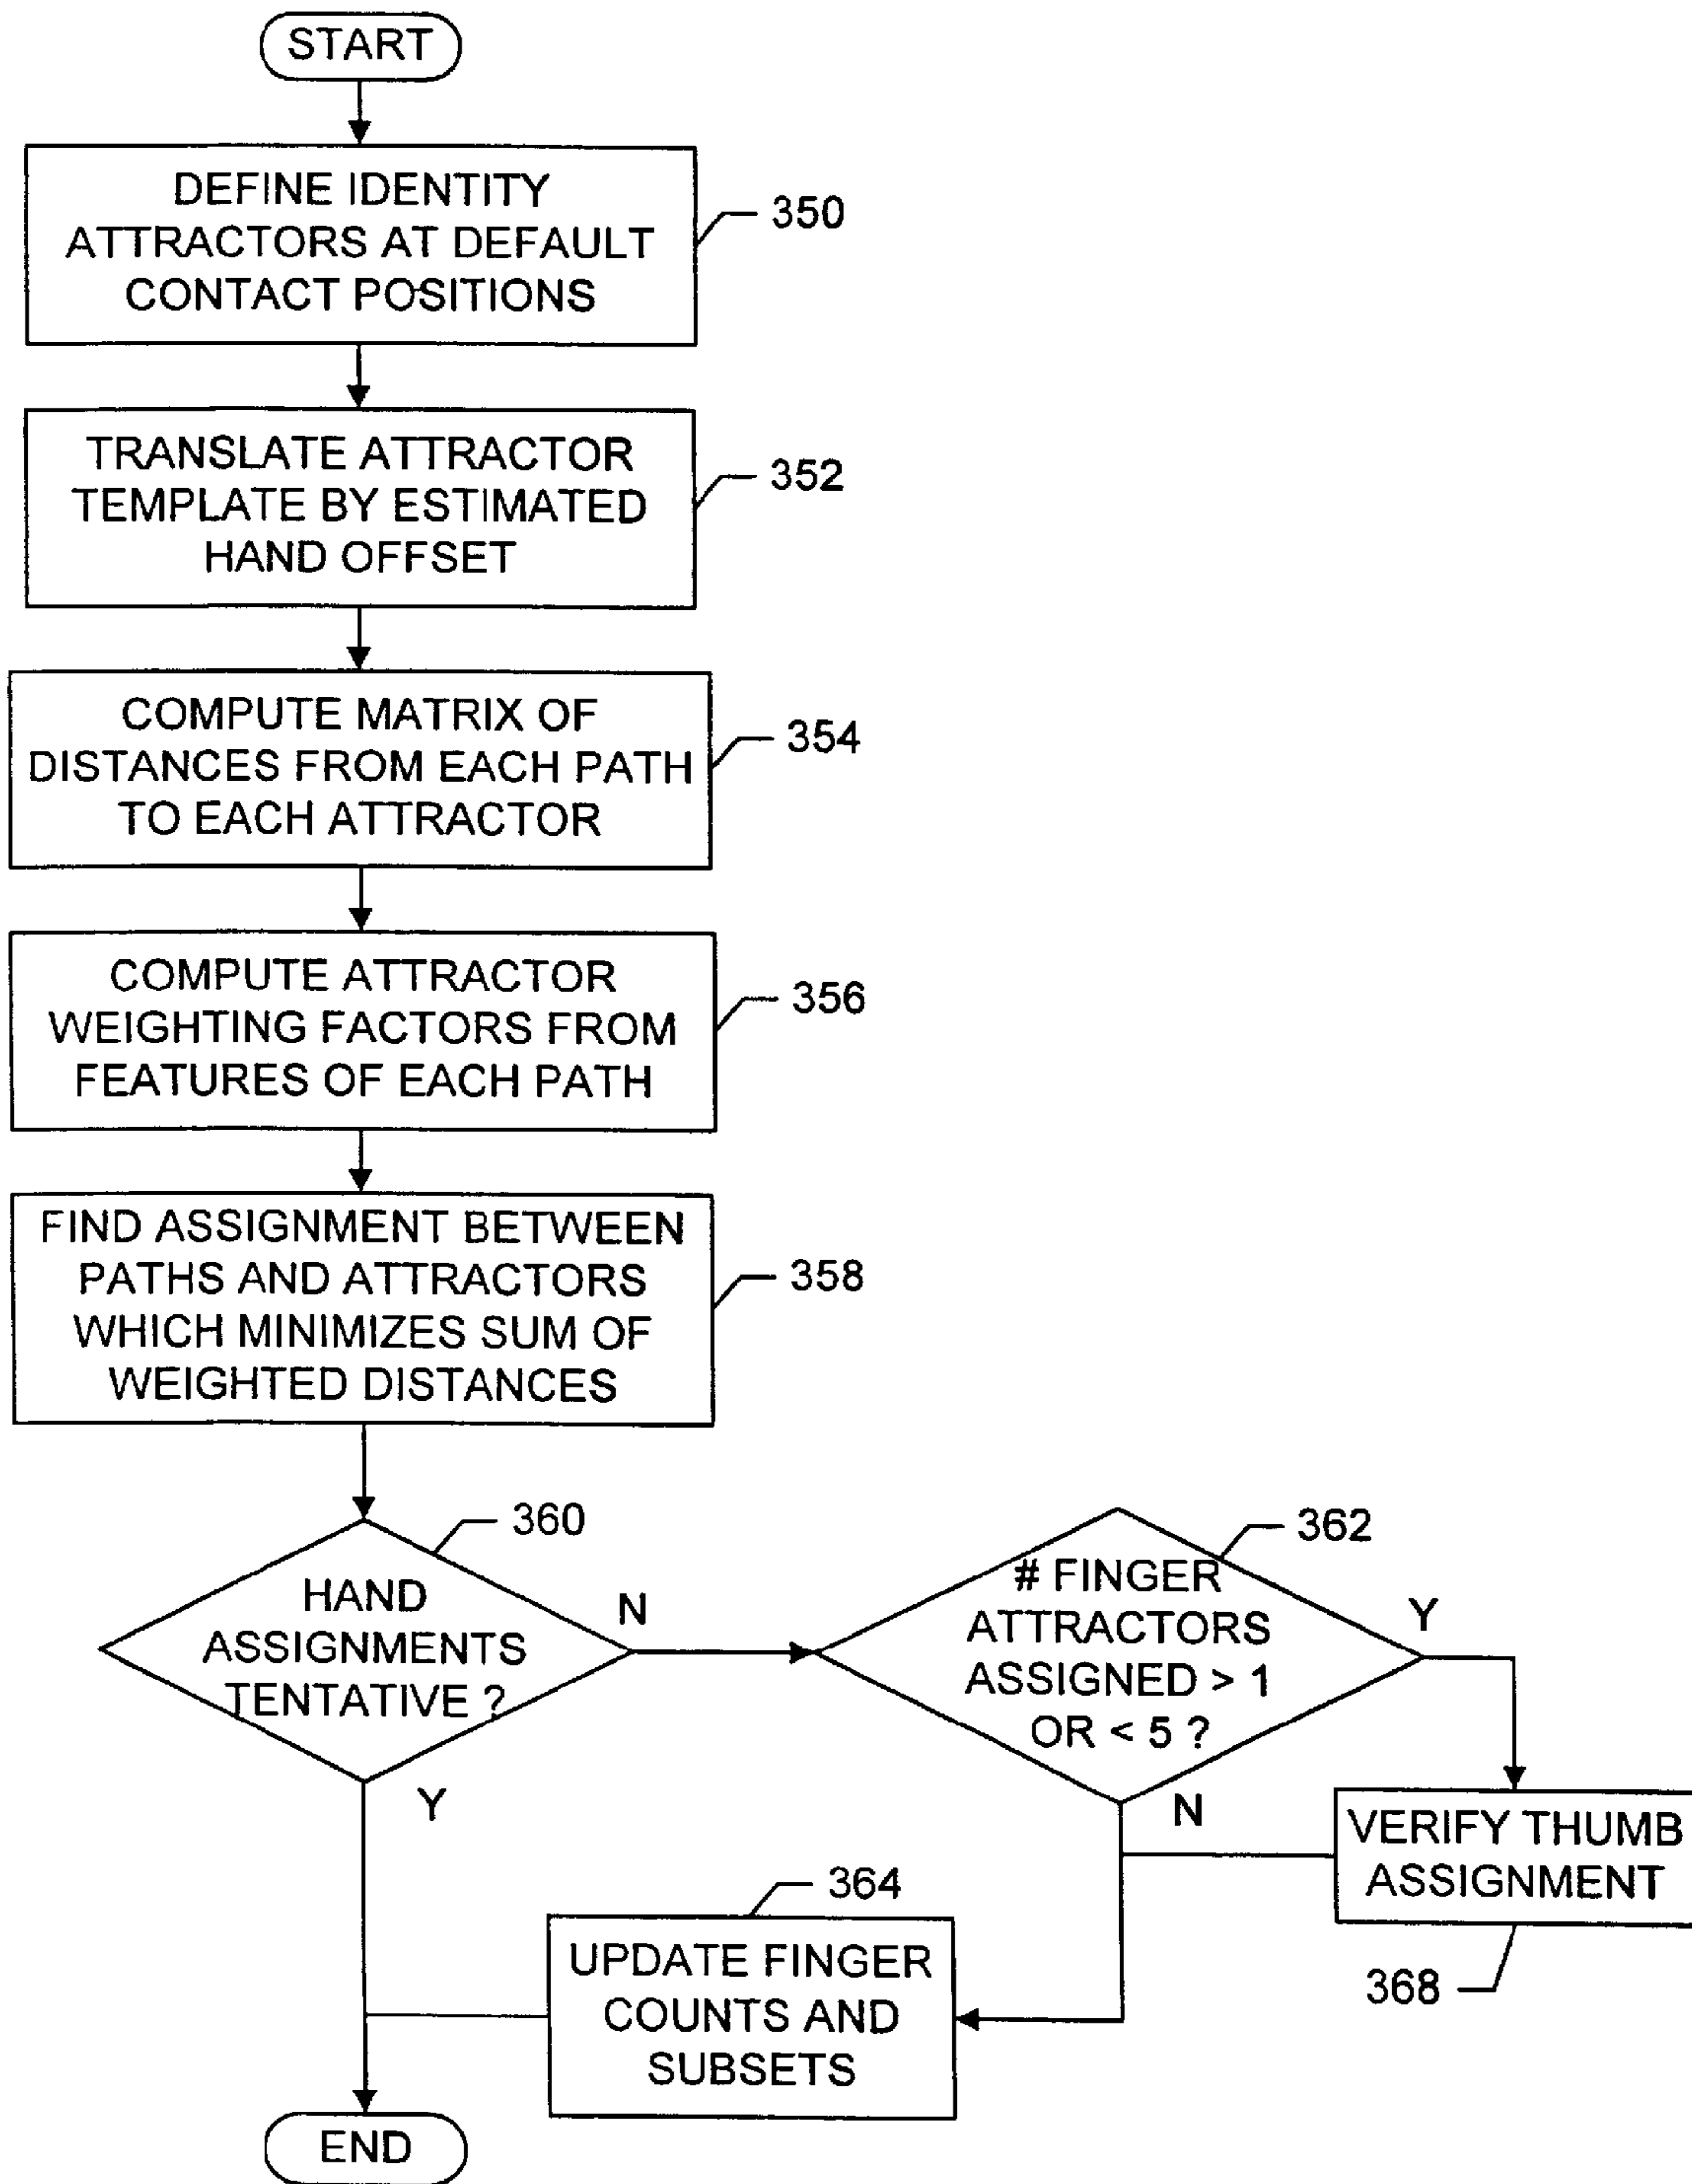 START
DEFINE IDENTITY
ATTRACTORS AT DEFAULT
CONTACT POSITIONS
350
TRANSLATE ATTRACTOR
TEMPLATE BY ESTIMATED
HAND OFFSET
352
COMPUTE MATRIX OF
DISTANCES FROM EACH PATH
TO EACH ATTRACTOR
354
COMPUTE ATTRACTOR
WEIGHTING FACTORS FROM
FEATURES OF EACH PATH
356
FIND ASSIGNMENT BETWEEN
PATHS AND ATTRACTORS
WHICH MINIMIZES SUM OF
WEIGHTED DISTANCES
358
360
HAND
ASSIGNMENTS
TENTATIVE ?
N
Y
362
# FINGER
ATTRACTORS
ASSIGNED > 1
OR < 5 ?
Y
N
VERIFY THUMB
ASSIGNMENT
368
364
UPDATE FINGER
COUNTS AND
SUBSETS
END